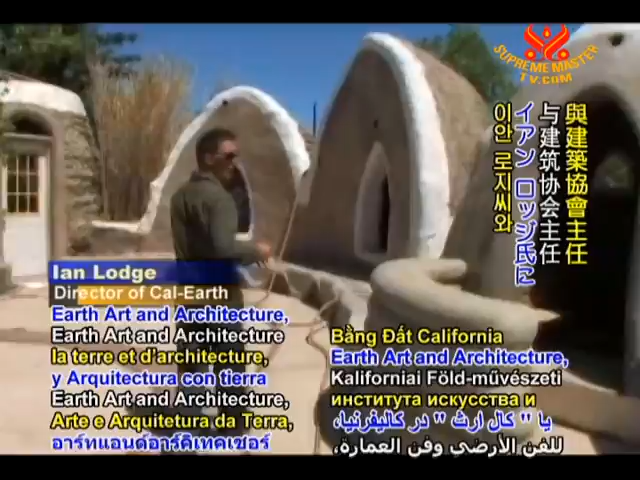 SUPREME MASTER
TV.COM
與建築協會主任
与建筑协会主任
イアン ロッジ氏に
이안 로지씨와
Ian Lodge
Director of Cal-Earth
Earth Art and Architecture,
Earth Art and Architecture
la terre et d'architecture,
y Arquitectura con tierra
Earth Art and Architecture,
Arte e Arquitetura da Terra,
อาร์ทแอนด์อาร์คิเทคเชอร์
Bằng Đất California
Earth Art and Architecture,
Kaliforniai Föld-művészeti
института искусства и
یا " کال ارث " در کالیفرنیا،
للفن الأرضي وفن العمارة،